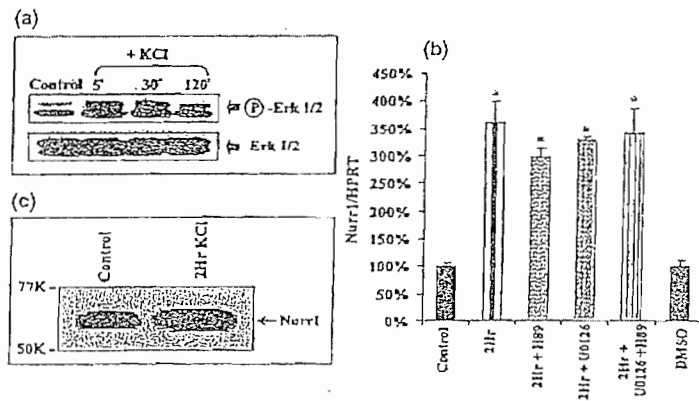 (a)
+ KCl
Control 5' 30' 120'
P -Erk 1/2
Erk 1/2
(b)
Nurr1/HPRT
450%
400%
350%
300%
250%
200%
150%
100%
50%
0%
*
*
*
*
Control
2Hr
2Hr + H89
2Hr + U0126
2Hr + U0126 + H89
DMSO
(c)
Control
2Hr KCl
77K
50K
Nurr1